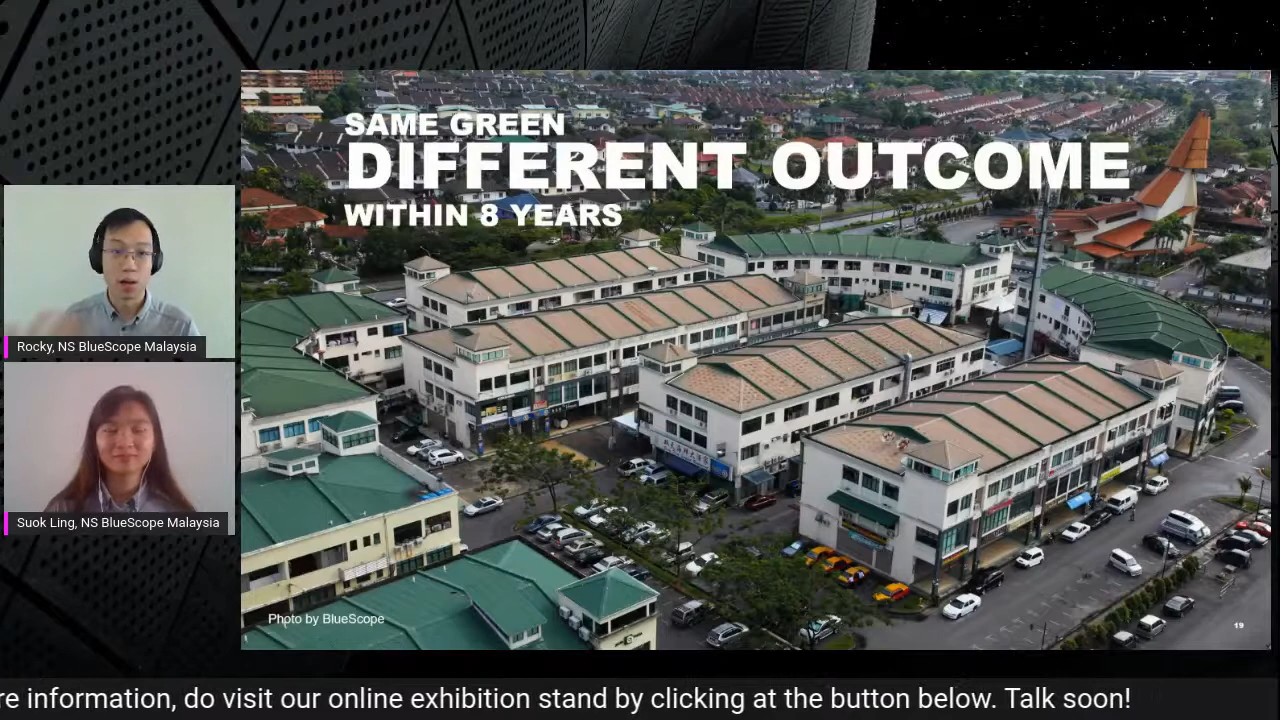 SAME GREEN
DIFFERENT OUTCOME
WITHIN 8 YEARS
Rocky, NS BlueScope Malaysia
Suok Ling, NS BlueScope Malaysia
Photo by BlueScope
19
re information, do visit our online exhibition stand by clicking at the button below. Talk soon!